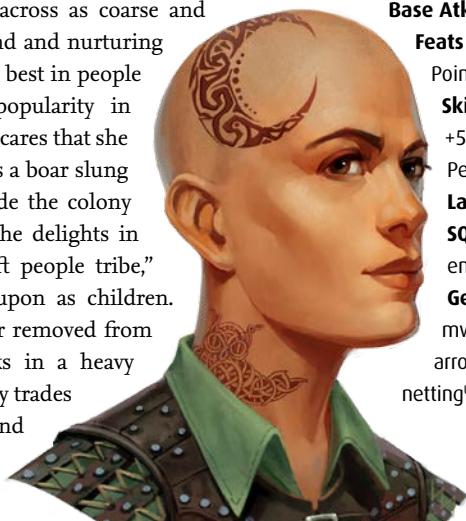 across as coarse and
nd and nurturing
best in people
popularity in
cares that she
s a boar slung
de the colony
he delights in
ft people tribe,”
upon as children.
r removed from
ks in a heavy
y trades
nd
Base Atk
Feats
Poin
Ski
+5
Pe
La
SQ
en
Ge
mw
arro
netting